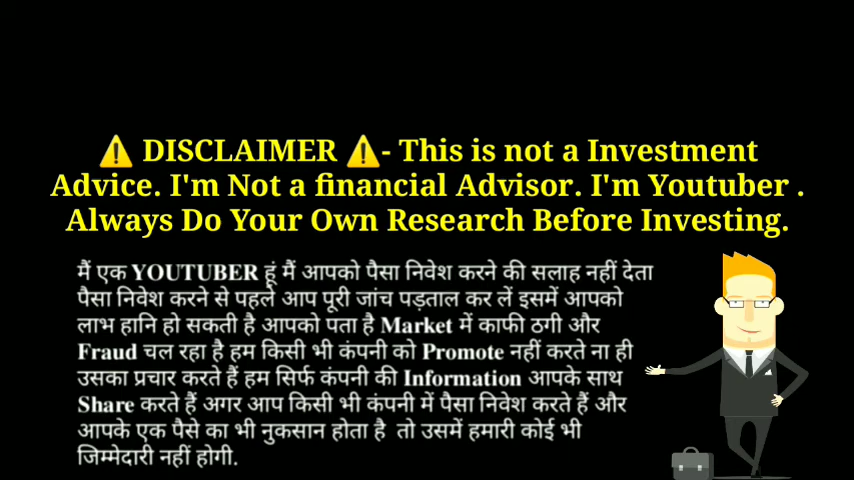 ⚠️ DISCLAIMER ⚠️- This is not a Investment
Advice. I'm Not a financial Advisor. I'm Youtuber .
Always Do Your Own Research Before Investing.
मैं एक YOUTUBER हूं मैं आपको पैसा निवेश करने की सलाह नहीं देता
पैसा निवेश करने से पहले आप पूरी जांच पड़ताल कर लें इसमें आपको
लाभ हानि हो सकती है आपको पता है Market में काफी ठगी और
Fraud चल रहा है हम किसी भी कंपनी को Promote नहीं करते ना ही
उसका प्रचार करते हैं हम सिर्फ कंपनी की Information आपके साथ
Share करते हैं अगर आप किसी भी कंपनी में पैसा निवेश करते हैं और
आपके एक पैसे का भी नुकसान होता है तो उसमें हमारी कोई भी
जिम्मेदारी नहीं होगी.